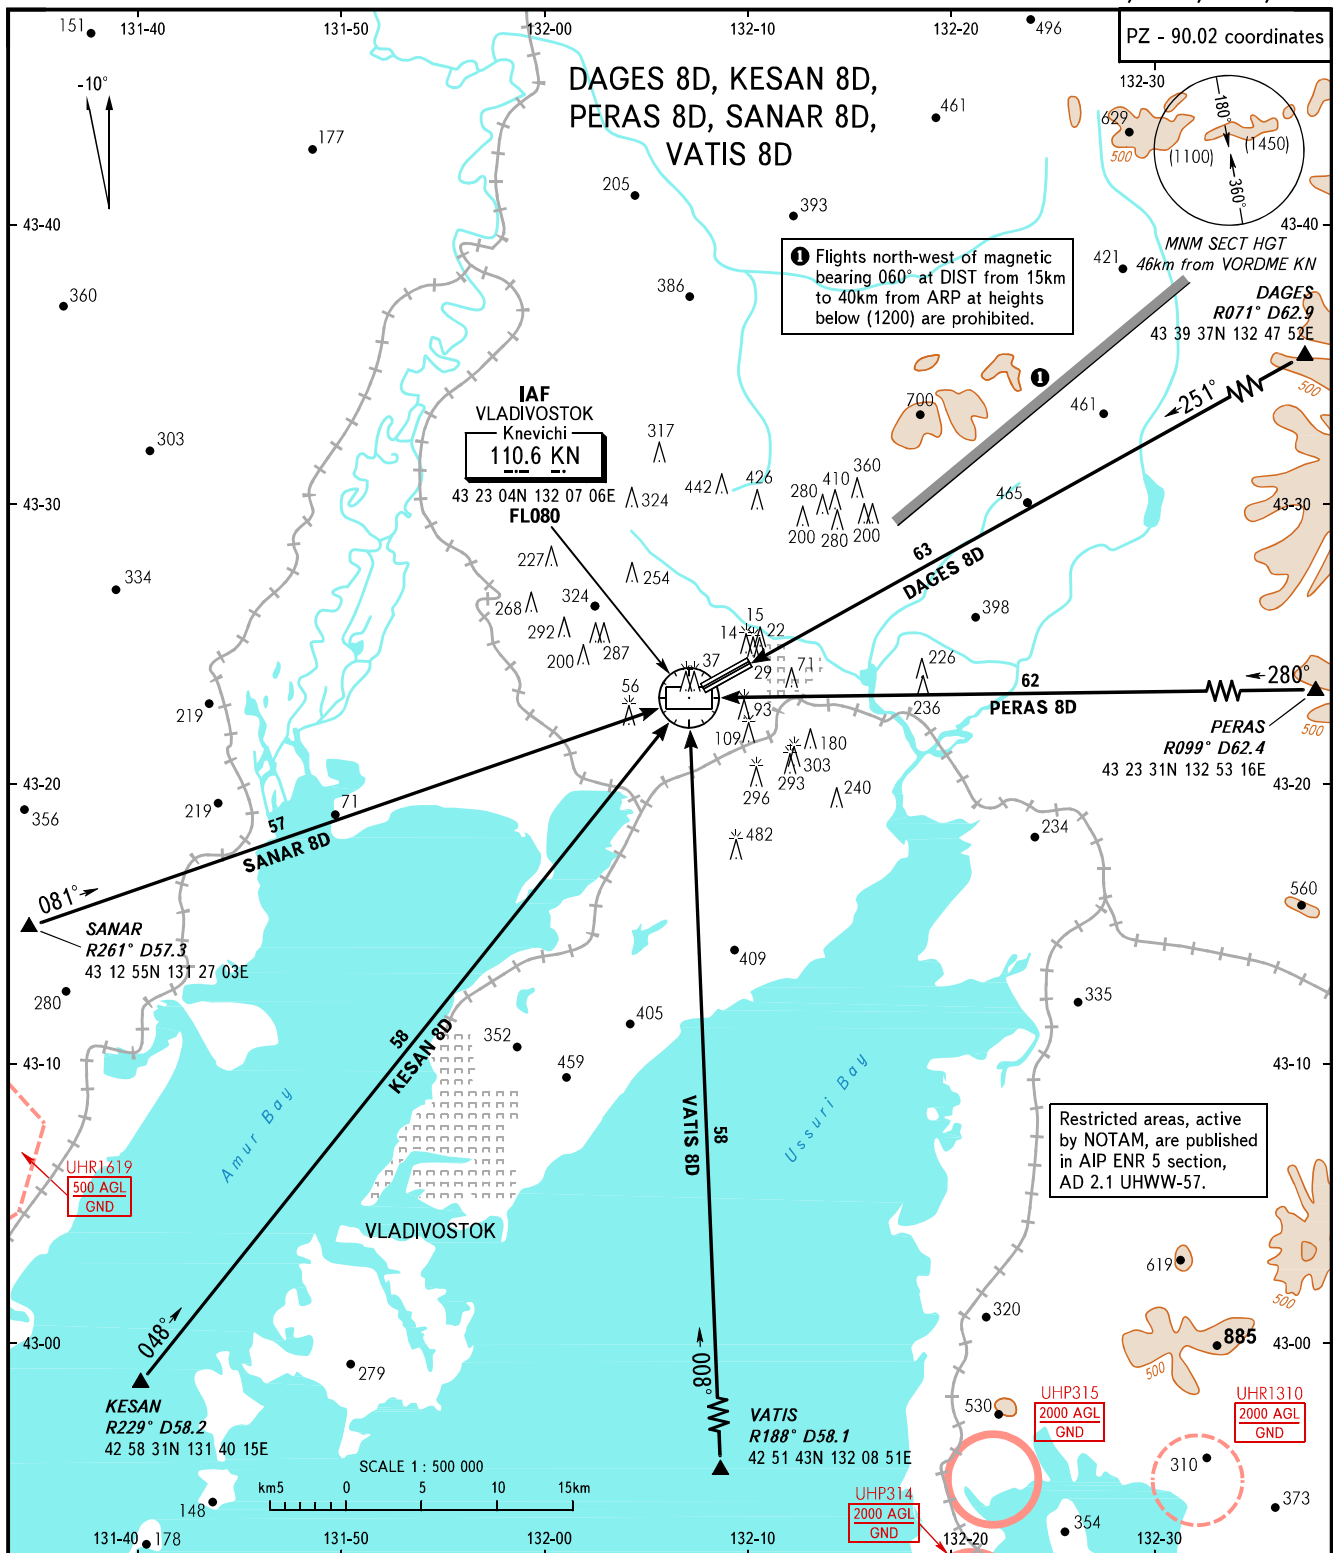 151
131-40
131-50
132-00
132-10
132-20
496
PZ - 90.02 coordinates
-10°
DAGES 8D, KESAN 8D,
PERAS 8D, SANAR 8D,
VATIS 8D
132-30
177
461
629
500
180°
(1100)
(1450)
360°
205
393
43-40
43-40
MNM SECT HGT
46km from VORDME KN
1 Flights north-west of magnetic
bearing 060° at DIST from 15km
to 40km from ARP at heights
below (1200) are prohibited.
421
360
386
DAGES
R071° D62.9
43 39 37N 132 47 52E
1
500
251°
IAF
VLADIVOSTOK
Knevichi
110.6 KN
43 23 04N 132 07 06E
FL080
700
461
303
317
442
426
324
280
410
360
200
280
200
465
43-30
43-30
63
DAGES 8D
227
254
334
268
324
292
287
200
398
15
14
22
29
37
71
226
236
280°
62
PERAS 8D
PERAS
R099° D62.4
43 23 31N 132 53 16E
500
56
93
109
180
303
293
296
240
219
43-20
43-20
219
71
356
57
SANAR 8D
482
234
081°
560
SANAR
R261° D57.3
43 12 55N 131 27 03E
280
409
335
405
352
58
KESAN 8D
459
43-10
43-10
Amur Bay
Ussuri Bay
VATIS 8D
58
Restricted areas, active
by NOTAM, are published
in AIP ENR 5 section,
AD 2.1 UHWW-57.
UHR1619
500 AGL
GND
VLADIVOSTOK
619
500
320
885
500
43-00
43-00
048°
008°
279
KESAN
R229° D58.2
42 58 31N 131 40 15E
VATIS
R188° D58.1
42 51 43N 132 08 51E
530
UHP315
2000 AGL
GND
UHR1310
2000 AGL
GND
310
SCALE 1 : 500 000
km5
0
5
10
15km
148
178
UHP314
2000 AGL
GND
354
373
131-40
131-50
132-00
132-10
132-20
132-30